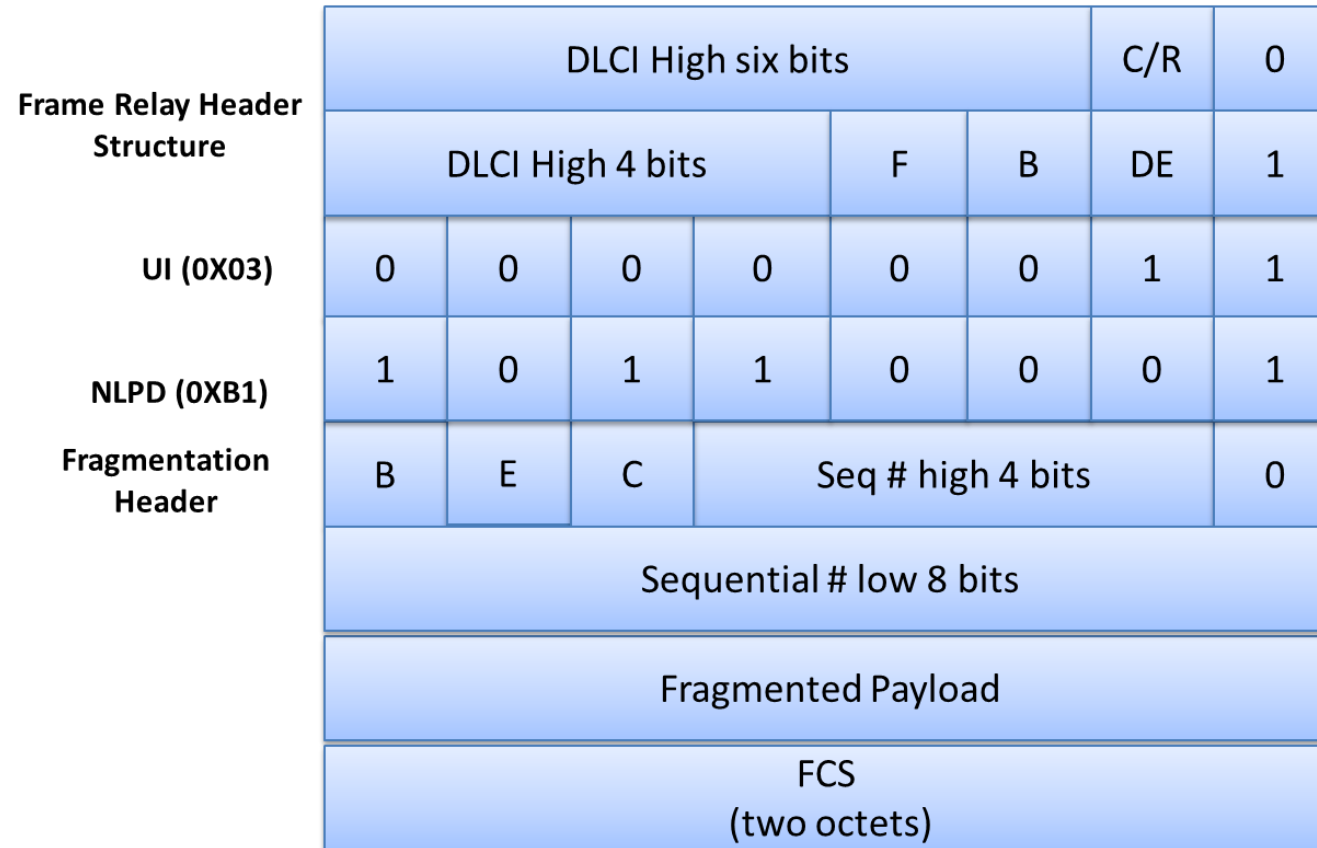 Frame Relay Header
Structure
DLCI High six bits C/R 0
DLCI High 4 bits F B DE 1
UI (0X03) 0 0 0 0 0 0 1 1
NLPD (0XB1) 1 0 1 1 0 0 0 1
Fragmentation
Header
B E C Seq # high 4 bits 0
Sequential # low 8 bits
Fragmented Payload
FCS
(two octets)